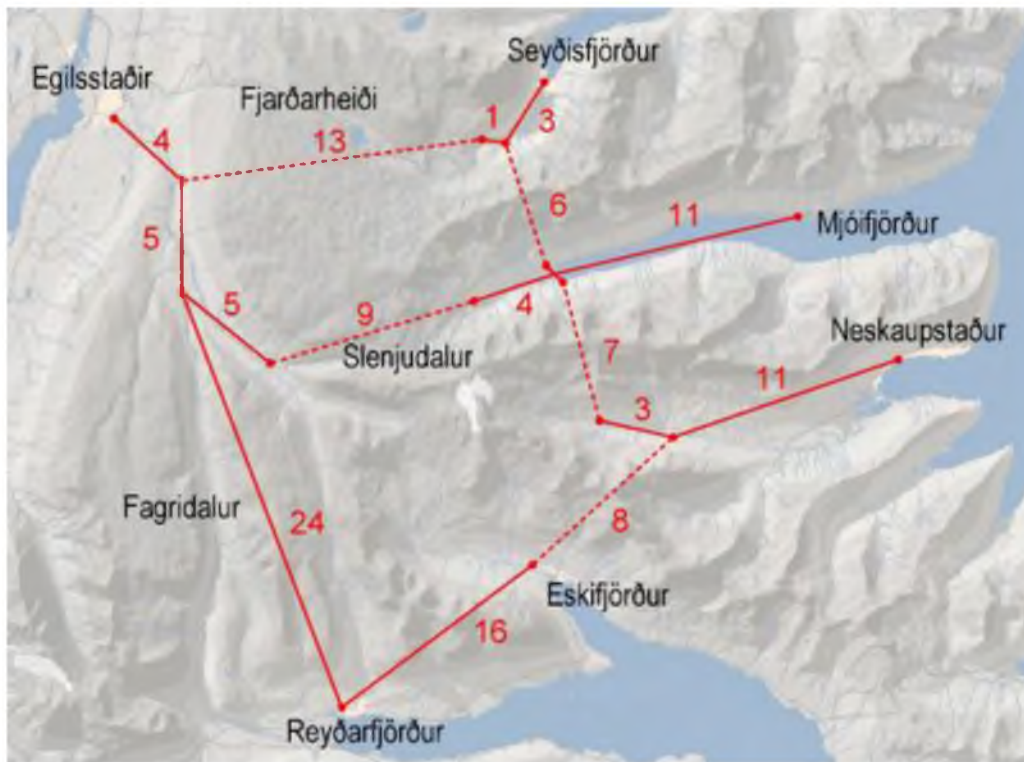 Seyðisfjörður
Egilsstaðir
Fjarðarheiði
1
3
4
13
6
11
Mjóifjörður
5
5
9
4
Slenjudalur
Neskaupstaður
7
11
3
Fagridalur
24
8
Eskifjörður
16
Reyðarfjörður